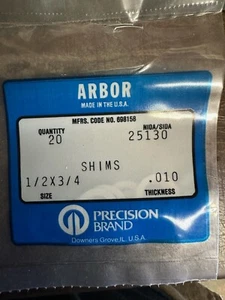 ARBOR
MADE IN THE U.S.A.
MFRS. CODE NO. 698158
QUANTITY NIDA/SIDA
20 25130
SHIMS
1/2X3/4 .010
SIZE THICKNESS
PRECISION
BRAND
Downers Grove, IL, U.S.A.